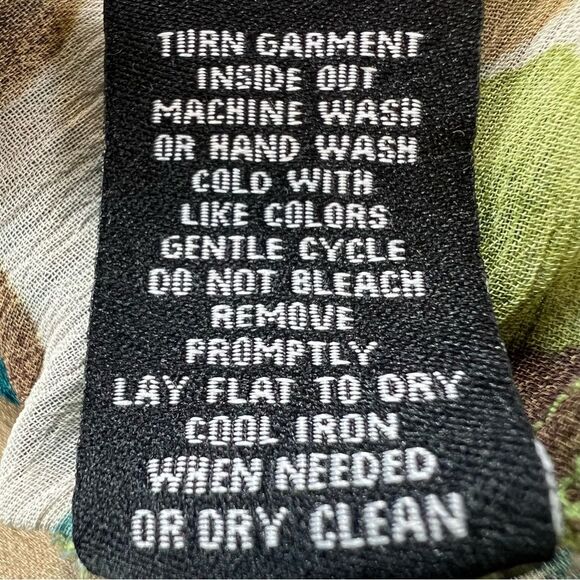 TURN GARMENT
INSIDE OUT
MACHINE WASH
OR HAND WASH
COLD WITH
LIKE COLORS
GENTLE CYCLE
DO NOT BLEACH
REMOVE
PROMPTLY
LAY FLAT TO DRY
COOL IRON
WHEN NEEDED
OR DRY CLEAN